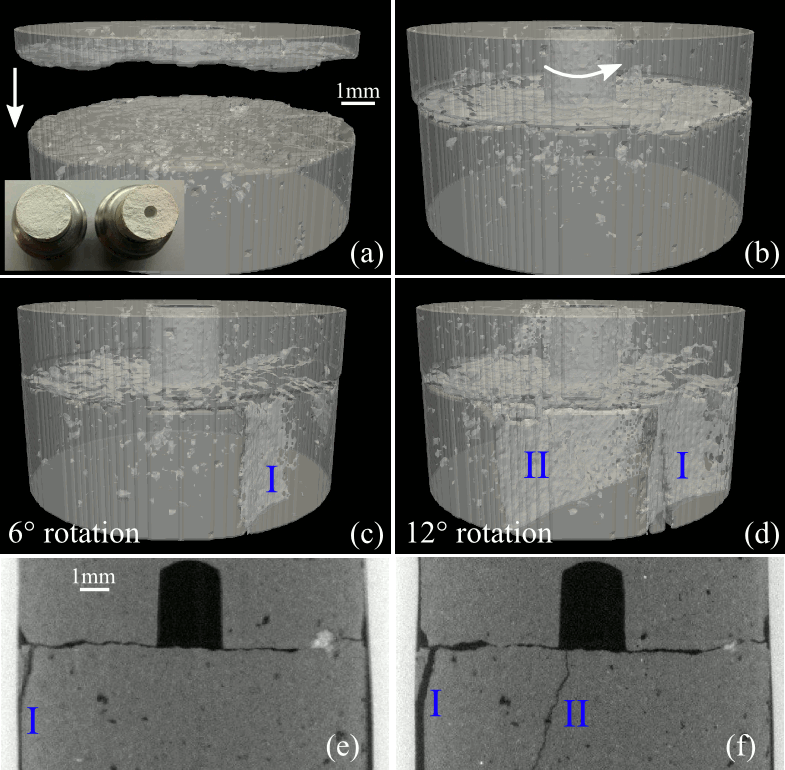 1mm
(a)
(b)
I
6° rotation
(c)
II
I
12° rotation
(d)
1mm
I
(e)
I
II
(f)